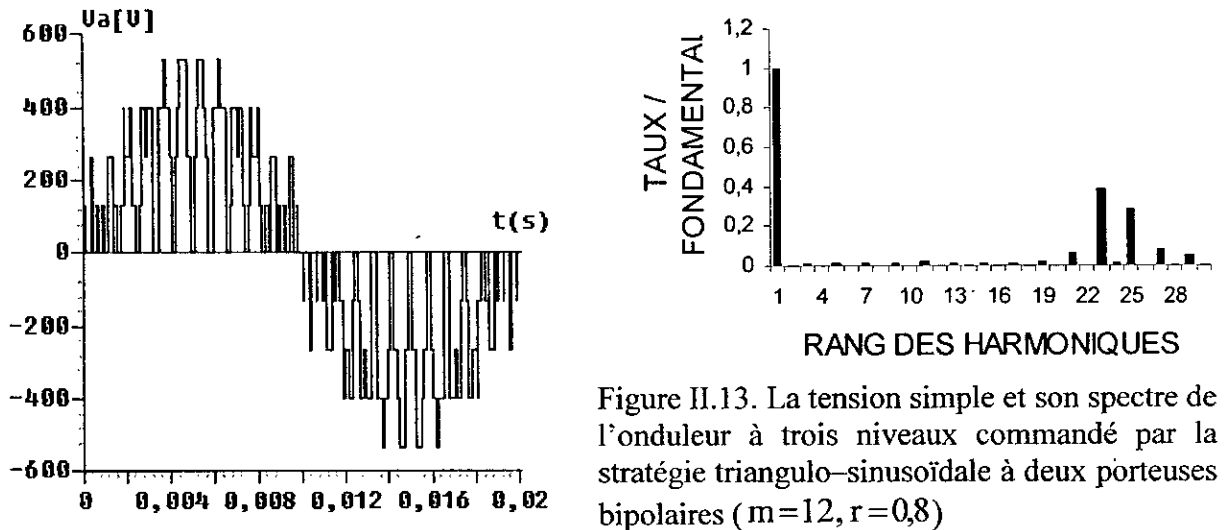 Va[V]
600
400
200
0
-200
-400
-600
t(s)
0 0,004 0,008 0,012 0,016 0,02
TAUX /
FONDAMENTAL
1,2
1
0,8
0,6
0,4
0,2
0
1 4 7 10 13 16 19 22 25 28
RANG DES HARMONIQUES
Figure II.13. La tension simple et son spectre de
l'onduleur à trois niveaux commandé par la
stratégie triangulo–sinusoïdale à deux porteuses
bipolaires ( m=12, r=0,8)